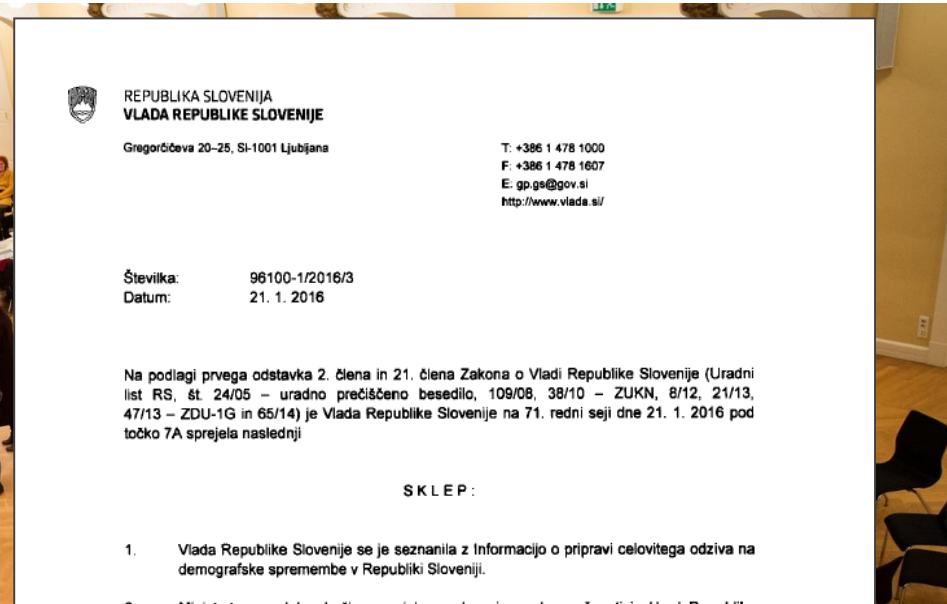 REPUBLIKA SLOVENIJA
VLADA REPUBLIKE SLOVENIJE
Gregorčičeva 20–25, SI-1001 Ljubljana
T: +386 1 478 1000
F: +386 1 478 1607
E: gp.gs@gov.si
http://www.vlada.si/
Številka: 96100-1/2016/3
Datum: 21. 1. 2016
Na podlagi prvega odstavka 2. člena in 21. člena Zakona o Vladi Republike Slovenije (Uradni
list RS, št. 24/05 – uradno prečiščeno besedilo, 109/08, 38/10 – ZUKN, 8/12, 21/13,
47/13 – ZDU-1G in 65/14) je Vlada Republike Slovenije na 71. redni seji dne 21. 1. 2016 pod
točko 7A sprejela naslednji
SKLEP:
1. Vlada Republike Slovenije se je seznanila z Informacijo o pripravi celovitega odziva na
demografske spremembe v Republiki Sloveniji.